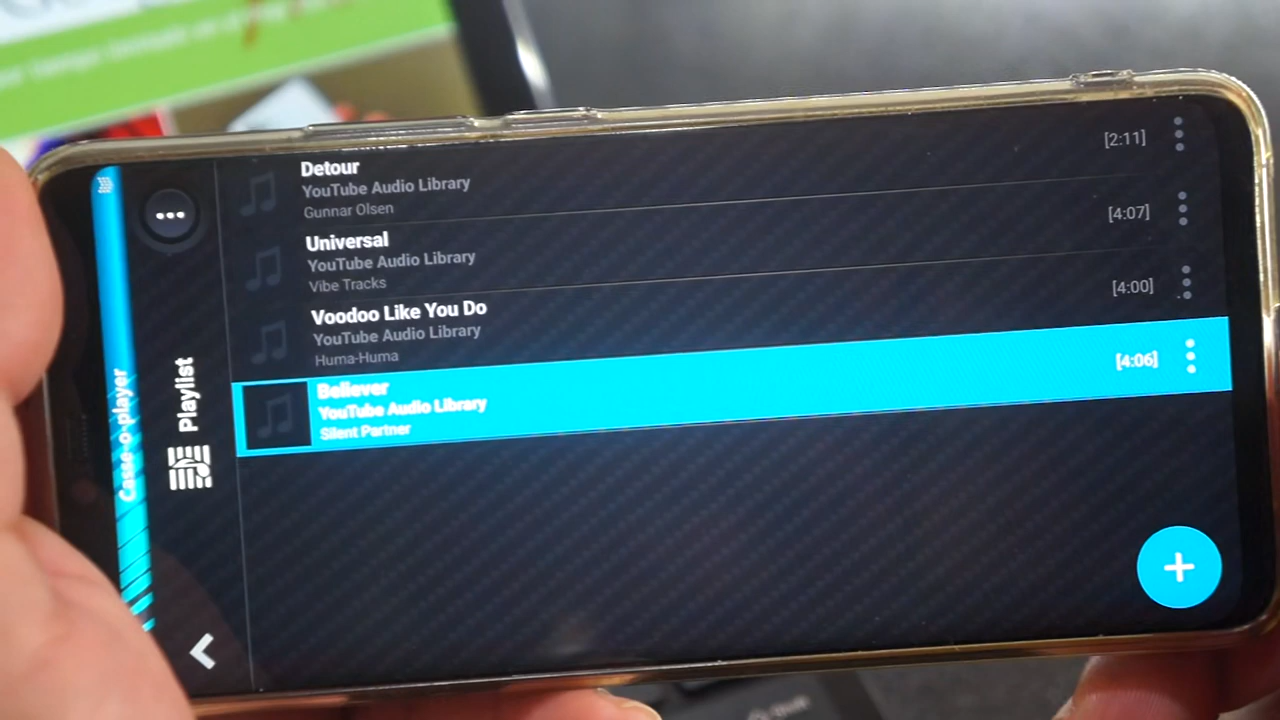 Casse-o-player
Playlist
Detour
YouTube Audio Library
Gunnar Olsen
[2:11]
Universal
YouTube Audio Library
Vibe Tracks
[4:07]
Voodoo Like You Do
YouTube Audio Library
Huma-Huma
[4:00]
Believer
YouTube Audio Library
Silent Partner
[4:06]